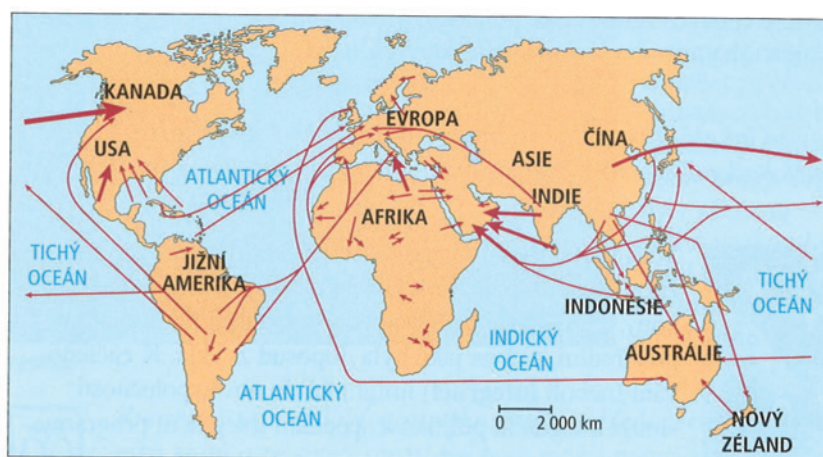 KANADA
EVROPA
ČÍNA
USA
ASIE
ATLANTICKÝ
OCEÁN
INDIE
AFRIKA
TICHÝ
OCEÁN
JIŽNÍ
AMERIKA
TICHÝ
OCEÁN
INDONÉSIE
INDICKÝ
OCEÁN
AUSTRÁLIE
ATLANTICKÝ
OCEÁN
0 2 000 km
NOVÝ
ZÉLAND